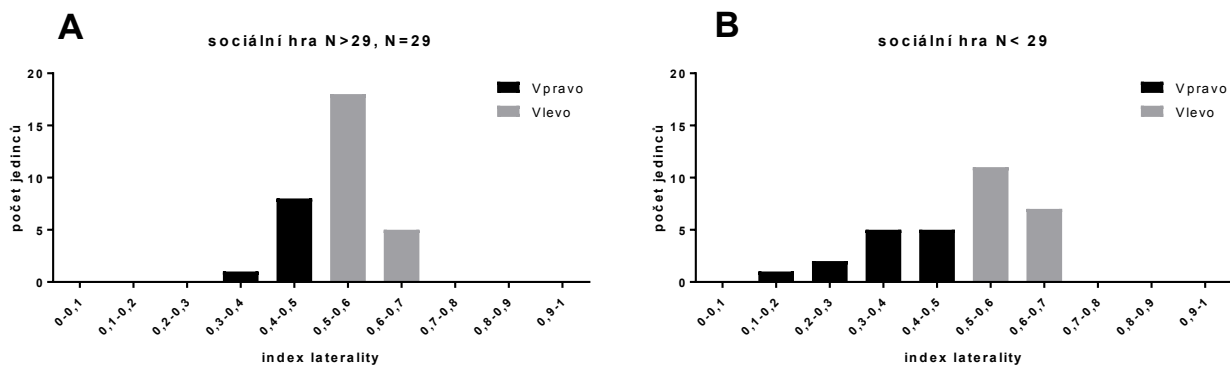 A
sociální hra N>29, N=29
Vpravo
Vlevo
počet jedinců
20
15
10
5
0
0-0,1
0,1-0,2
0,2-0,3
0,3-0,4
0,4-0,5
0,5-0,6
0,6-0,7
0,7-0,8
0,8-0,9
0,9-1
index laterality
B
sociální hra N< 29
Vpravo
Vlevo
počet jedinců
20
15
10
5
0
0-0,1
0,1-0,2
0,2-0,3
0,3-0,4
0,4-0,5
0,5-0,6
0,6-0,7
0,7-0,8
0,8-0,9
0,9-1
index laterality